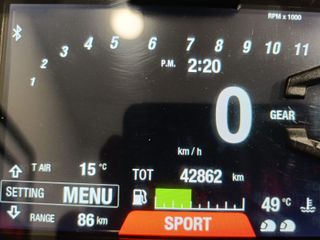 RPM x 1000
1 2 3 4 5 6 7 8 9 10 11
P.M. 2:20
0 GEAR
km / h
T AIR 15 °C
TOT 42862 km
SETTING MENU
49 °C
RANGE 86 km
SPORT